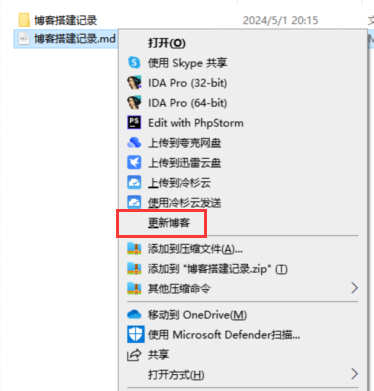 博客搭建记录 2024/5/1 20:15
博客搭建记录.md
打开(O)
使用 Skype 共享
IDA Pro (32-bit)
IDA Pro (64-bit)
Edit with PhpStorm
上传到夸克网盘
上传到迅雷云盘
上传到冷杉云
使用冷杉云发送
更新博客
添加到压缩文件(A)...
添加到 "博客搭建记录.zip" (T)
其他压缩命令
移动到 OneDrive(M)
使用 Microsoft Defender扫描...
共享
打开方式(H)